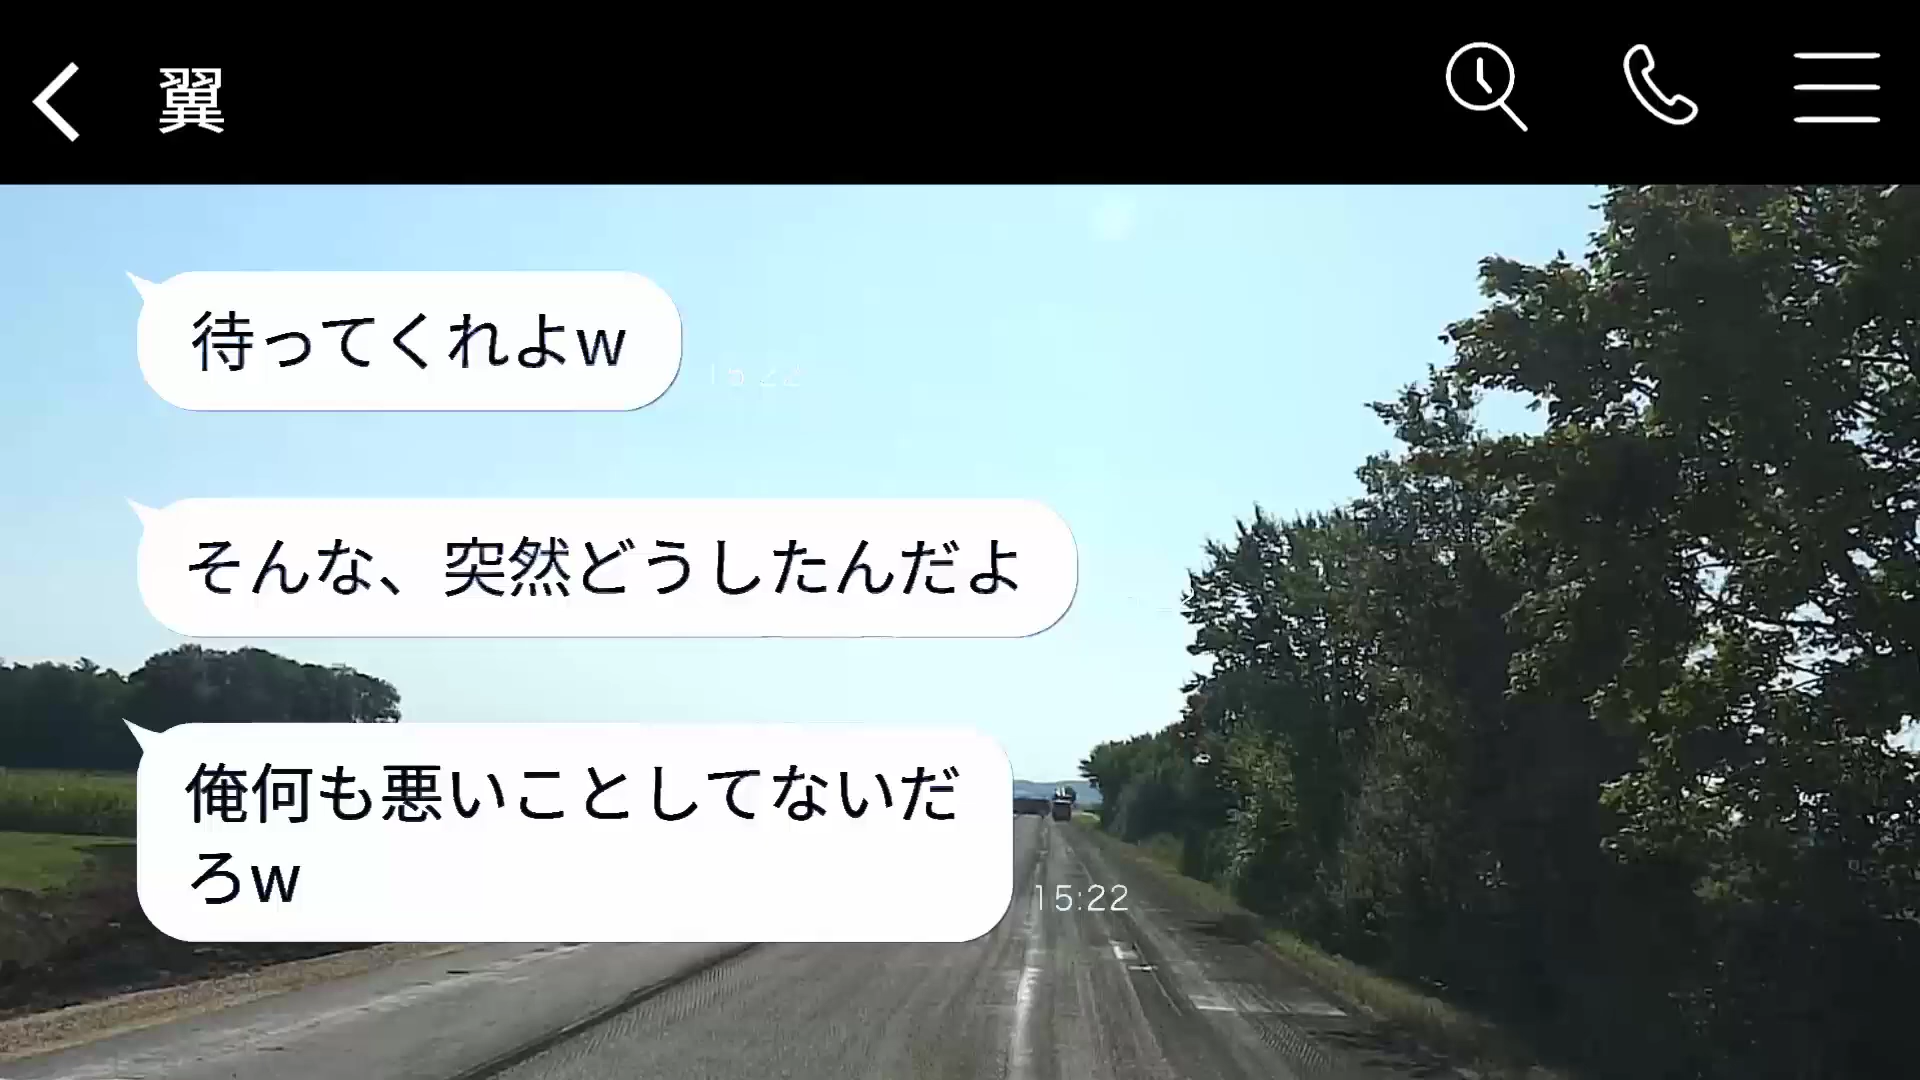 翼
待ってくれよw
15:22
そんな、突然どうしたんだよ
俺何も悪いことしてないだ
ろw
15:22